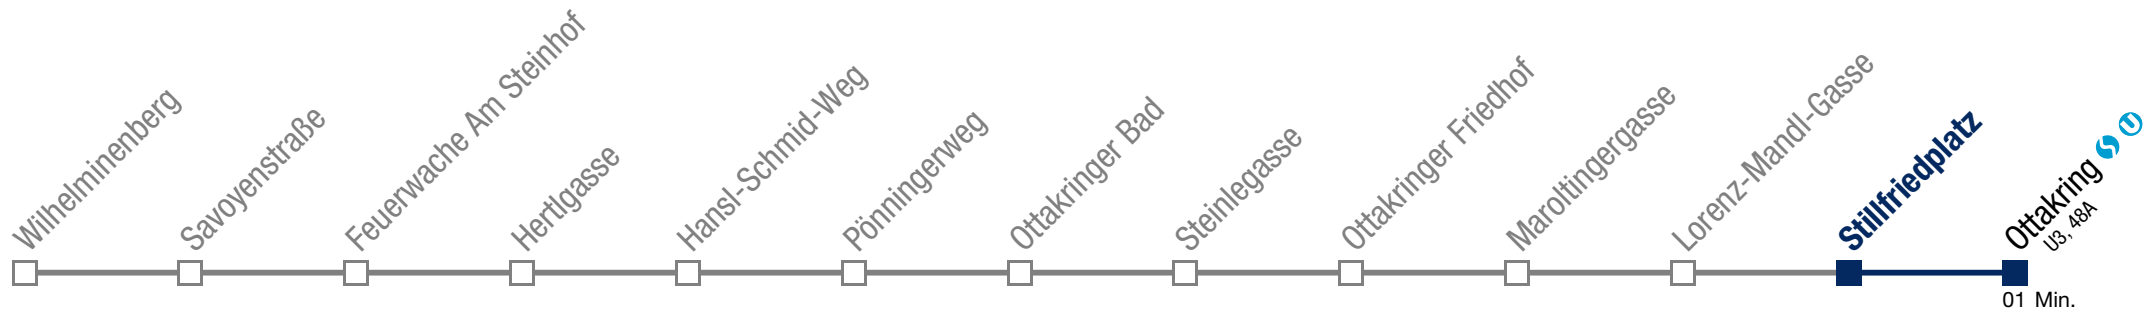 Wilhelminenberg
Savoyenstraße
Feuerwache Am Steinhof
Hertlgasse
Hansl-Schmid-Weg
Pönningerweg
Ottakringer Bad
Steinlegasse
Ottakringer Friedhof
Maroltingergasse
Lorenz-Mandl-Gasse
Stillfriedplatz
Ottakring S U
U3, 48A
01 Min.